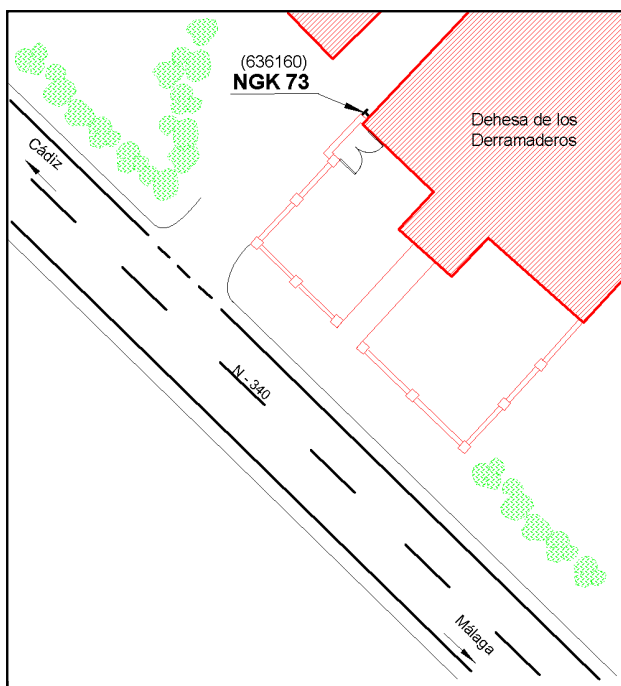 (636160)
NGK 73
Dehesa de los
Derramaderos
Cádiz
N - 340
Málaga